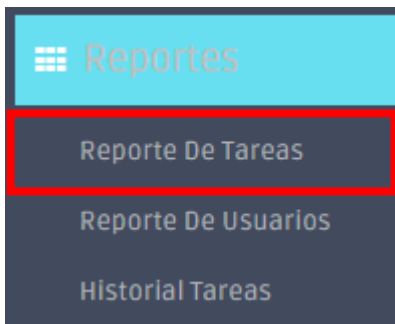 Reportes
Reporte De Tareas
Reporte De Usuarios
Historial Tareas